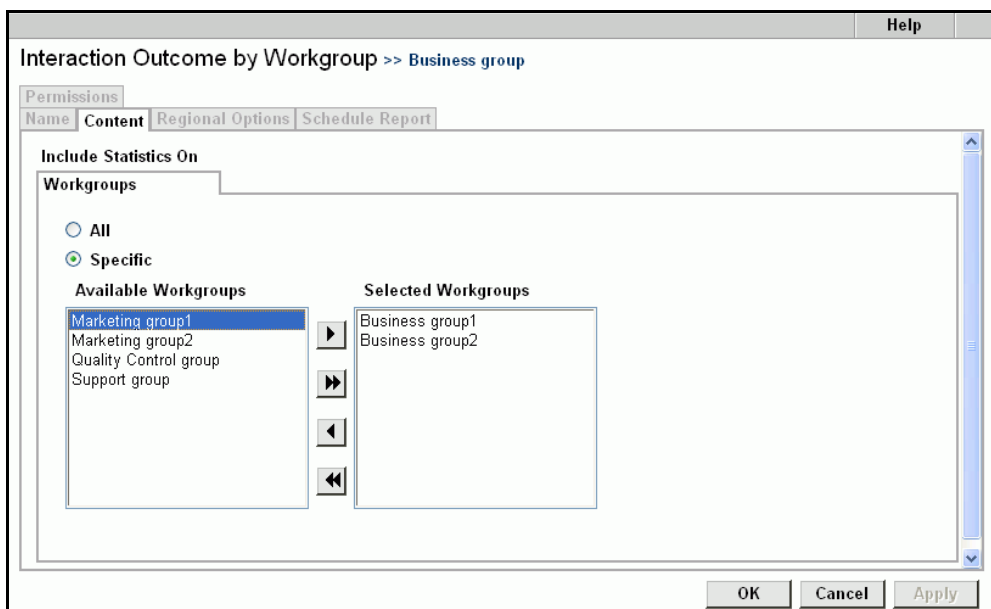 Help
Interaction Outcome by Workgroup >> Business group
Permissions
Name Content Regional Options Schedule Report
Include Statistics On
Workgroups
All
Specific
Available Workgroups Selected Workgroups
Marketing group1 Business group1
Marketing group2 Business group2
Quality Control group
Support group
OK Cancel Apply